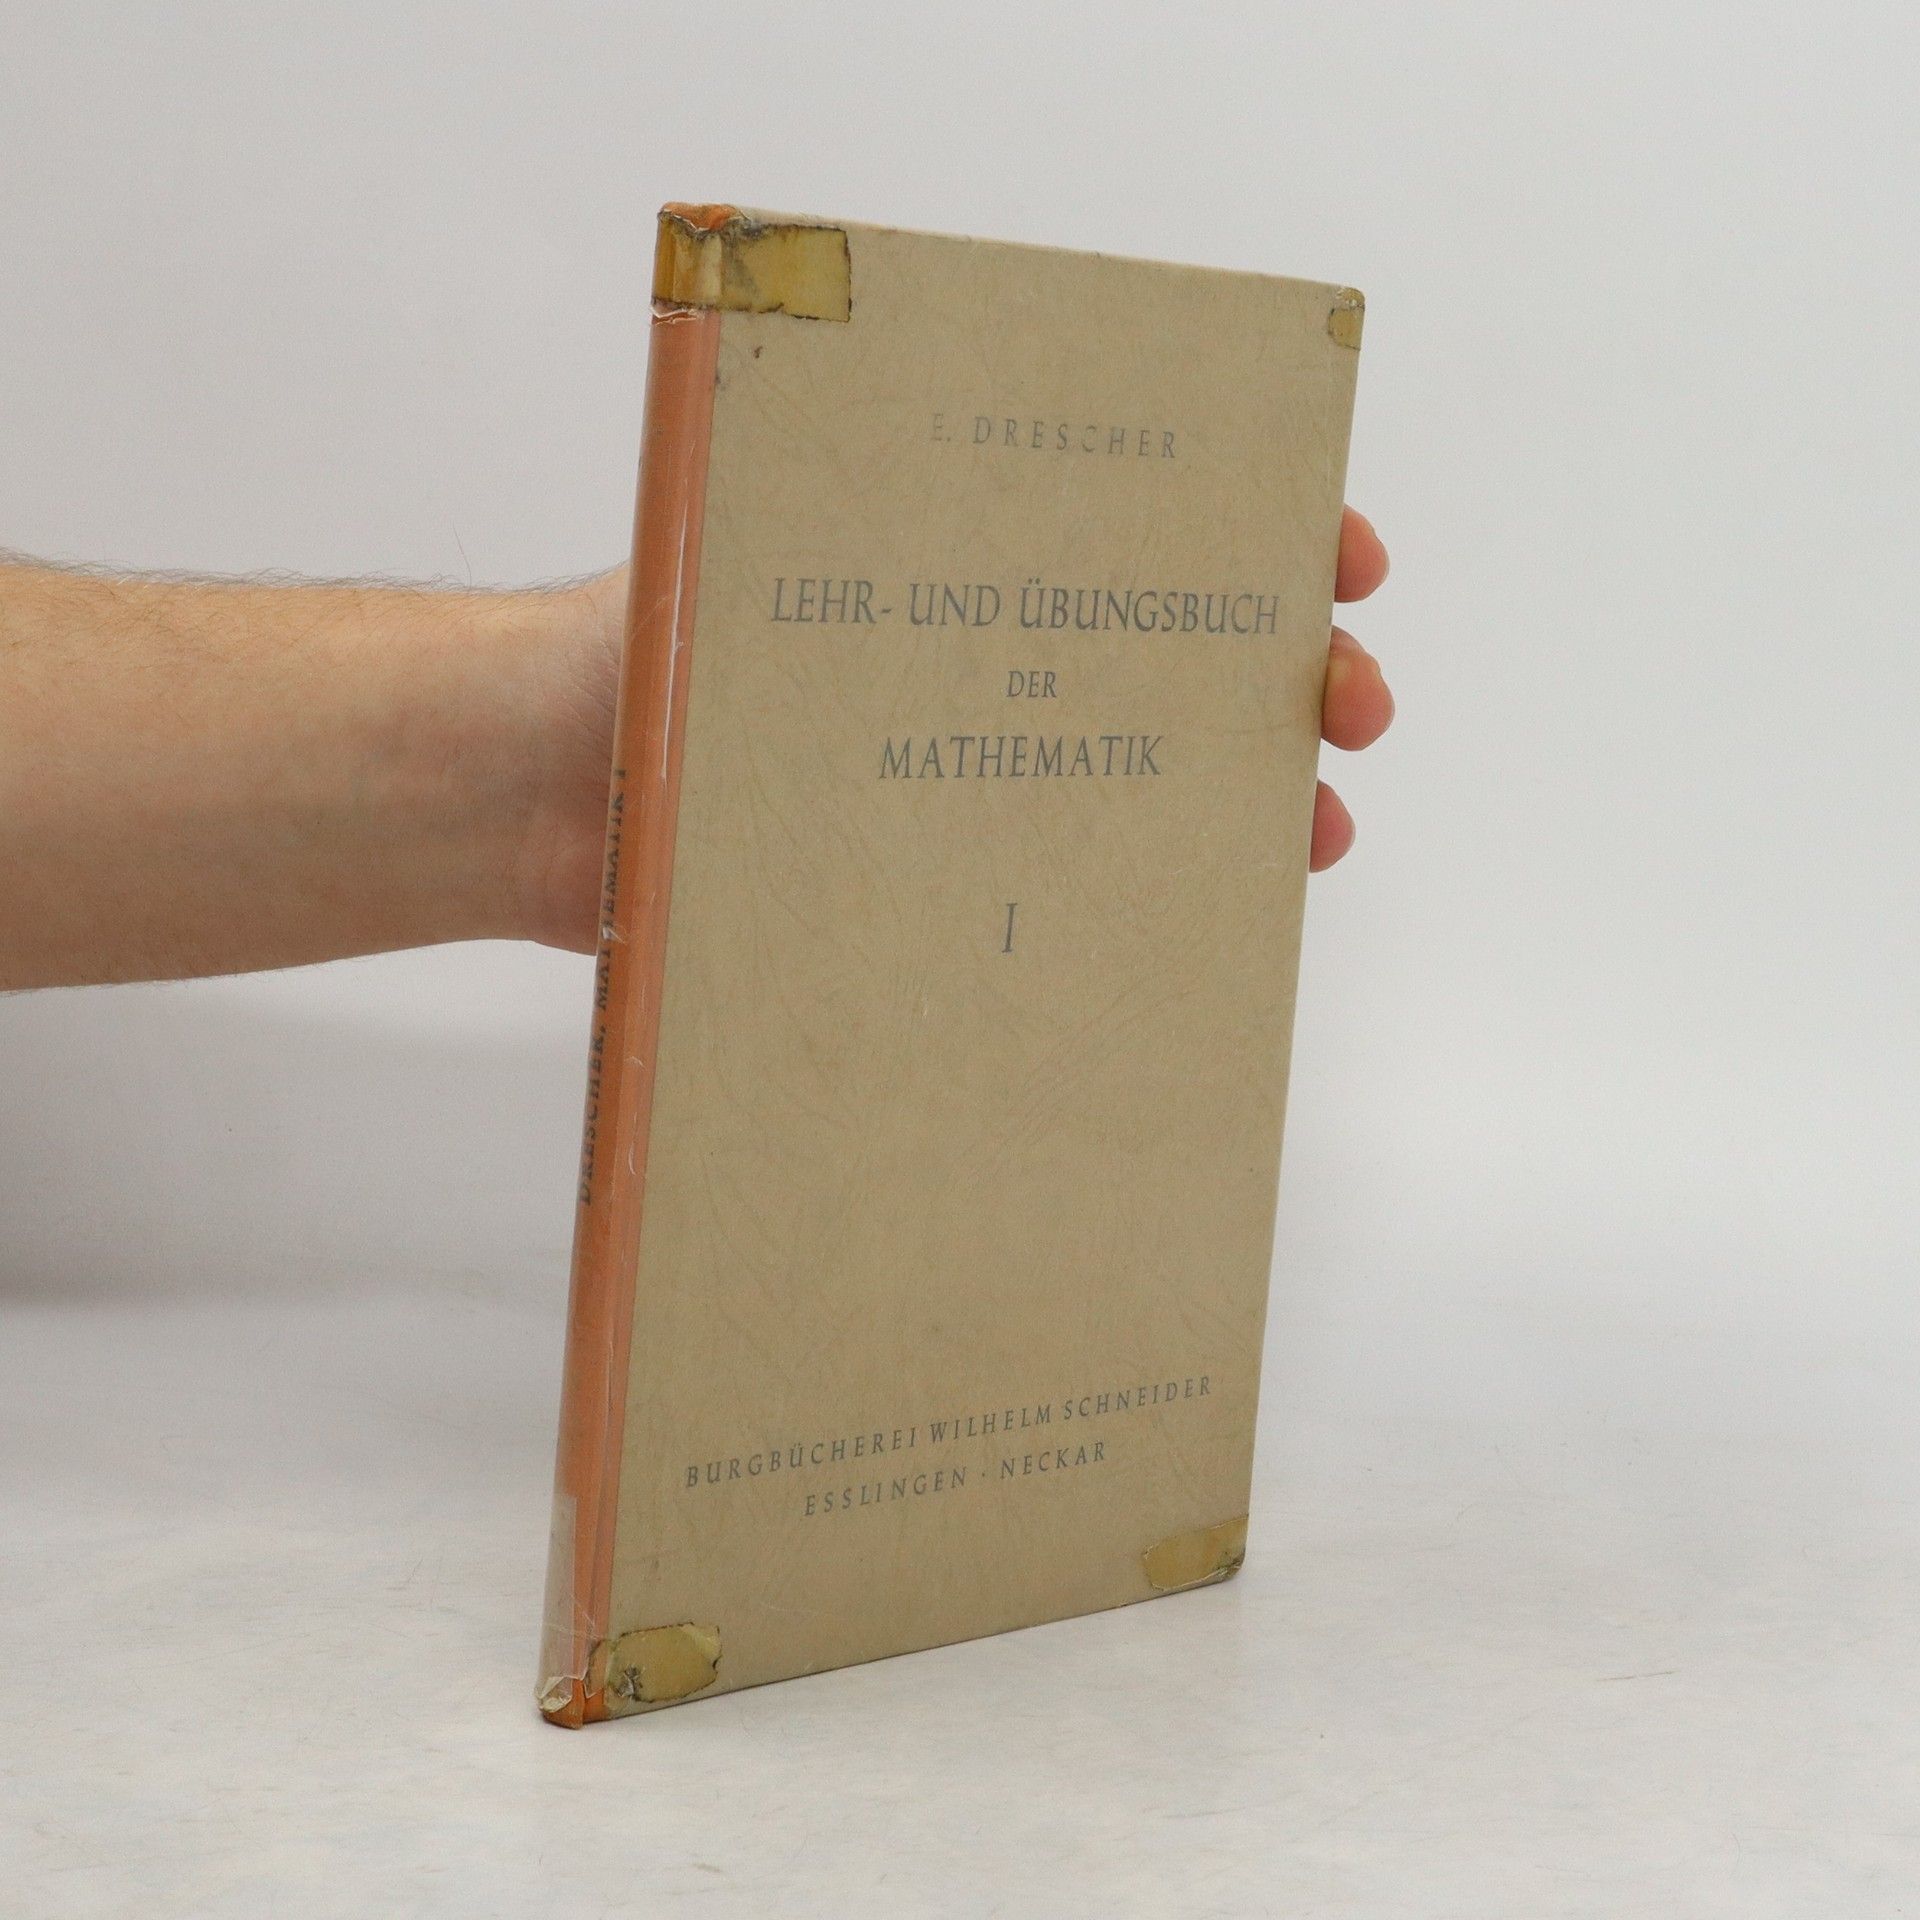 E. DRESCHER
LEHR- UND ÜBUNGSBUCH
DER
MATHEMATIK
I
BURGBÜCHEREI WILHELM SCHNEIDER
ESSLINGEN · NECKAR
DRESCHER, MATHEMATIK I